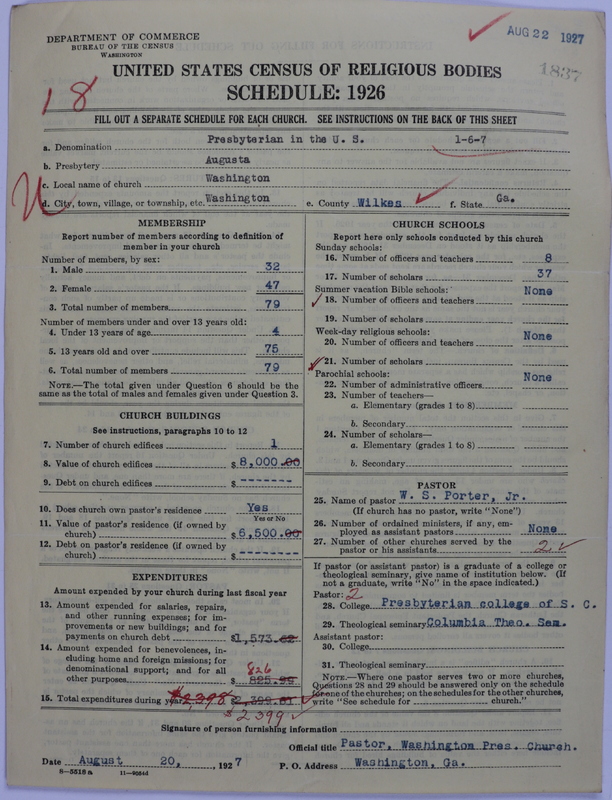 DEPARTMENT OF COMMERCE
BUREAU OF THE CENSUS
WASHINGTON
AUG 22 1927
1837
UNITED STATES CENSUS OF RELIGIOUS BODIES
SCHEDULE: 1926
18
FILL OUT A SEPARATE SCHEDULE FOR EACH CHURCH. SEE INSTRUCTIONS ON THE BACK OF THIS SHEET
a. Denomination Presbyterian in the U. S. 1-6-7
b. Presbytery Augusta
c. Local name of church Washington
d. City, town, village, or township, etc. Washington e. County Wilkes f. State Ga.
MEMBERSHIP
Report number of members according to definition of
member in your church
Number of members, by sex:
1. Male 32
2. Female 47
3. Total number of members 79
Number of members under and over 13 years old:
4. Under 13 years of age 4
5. 13 years old and over 75
6. Total number of members 79
NOTE.—The total given under Question 6 should be the
same as the total of males and females given under Question 3.
CHURCH BUILDINGS
See instructions, paragraphs 10 to 12
7. Number of church edifices 1
8. Value of church edifices $8,000.00
9. Debt on church edifices $-------
10. Does church own pastor's residence Yes
Yes or No
11. Value of pastor's residence (if owned by
church) $6,500.00
12. Debt on pastor's residence (if owned by
church) $--------
EXPENDITURES
Amount expended by your church during last fiscal year
13. Amount expended for salaries, repairs,
and other running expenses; for im-
provements or new buildings; and for
payments on church debt $1,573.82
14. Amount expended for benevolences, in-
cluding home and foreign missions; for
denominational support; and for all
other purposes $825.99
826
15. Total expenditures during year $2398 $2,399.81
$2399
CHURCH SCHOOLS
Report here only schools conducted by this church
Sunday schools:
16. Number of officers and teachers 8
17. Number of scholars 37
Summer vacation Bible schools: None
18. Number of officers and teachers
19. Number of scholars
Week-day religious schools: None
20. Number of officers and teachers
21. Number of scholars
Parochial schools: None
22. Number of administrative officers
23. Number of teachers—
a. Elementary (grades 1 to 8)
b. Secondary
24. Number of scholars—
a. Elementary (grades 1 to 8)
b. Secondary
PASTOR
25. Name of pastor W. S. Porter, Jr.
(If church has no pastor, write "None")
26. Number of ordained ministers, if any, em-
ployed as assistant pastors None
27. Number of other churches served by the
pastor or his assistants 2
If pastor (or assistant pastor) is a graduate of a college or
theological seminary, give name of institution below. (If
not a graduate, write "No" in the space indicated.)
Pastor: 2
28. College Presbyterian college of S. C.
29. Theological seminary Columbia Theo. Sem.
Assistant pastor:
30. College
31. Theological seminary
NOTE.—Where one pastor serves two or more churches,
Questions 28 and 29 should be answered only on the schedule
for one of the churches; on the schedules for the other churches,
write "See schedule for ________ church."
Signature of person furnishing information
Official title Pastor, Washington Pres. Church.
Date August 20, , 1927 P. O. Address Washington, Ga.
8—5516a